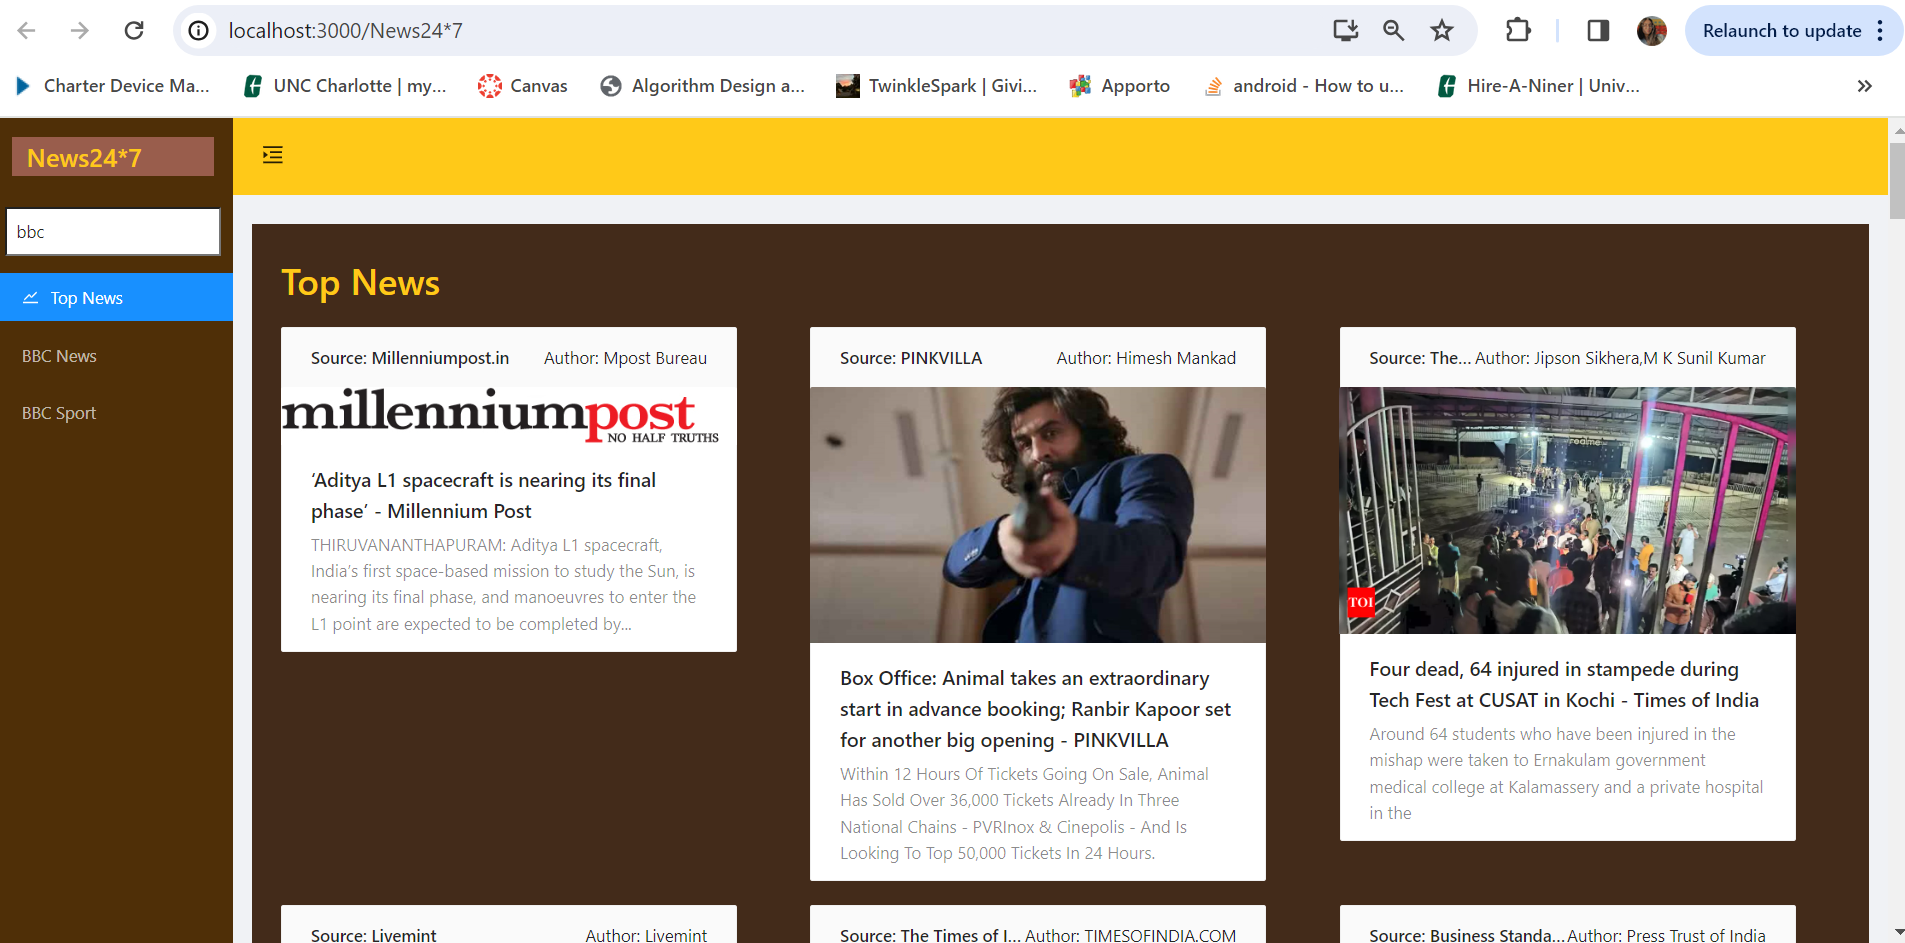 localhost:3000/News24*7
Relaunch to update
Charter Device Ma...
UNC Charlotte | my...
Canvas
Algorithm Design a...
TwinkleSpark | Givi...
Apporto
android - How to u...
Hire-A-Niner | Univ...
»
News24*7
bbc
Top News
BBC News
BBC Sport
Top News
Source: Millenniumpost.in Author: Mpost Bureau
millenniumpost
NO HALF TRUTHS
‘Aditya L1 spacecraft is nearing its final
phase’ - Millennium Post
THIRUVANANTHAPURAM: Aditya L1 spacecraft,
India’s first space-based mission to study the Sun, is
nearing its final phase, and manoeuvres to enter the
L1 point are expected to be completed by...
Source: PINKVILLA Author: Himesh Mankad
Box Office: Animal takes an extraordinary
start in advance booking; Ranbir Kapoor set
for another big opening - PINKVILLA
Within 12 Hours Of Tickets Going On Sale, Animal
Has Sold Over 36,000 Tickets Already In Three
National Chains - PVRInox & Cinepolis - And Is
Looking To Top 50,000 Tickets In 24 Hours.
Source: The... Author: Jipson Sikhera,M K Sunil Kumar
realme
TOI
Four dead, 64 injured in stampede during
Tech Fest at CUSAT in Kochi - Times of India
Around 64 students who have been injured in the
mishap were taken to Ernakulam government
medical college at Kalamassery and a private hospital
in the
Source: Livemint Author: Livemint
Source: The Times of I... Author: TIMESOFINDIA.COM
Source: Business Standa... Author: Press Trust of India